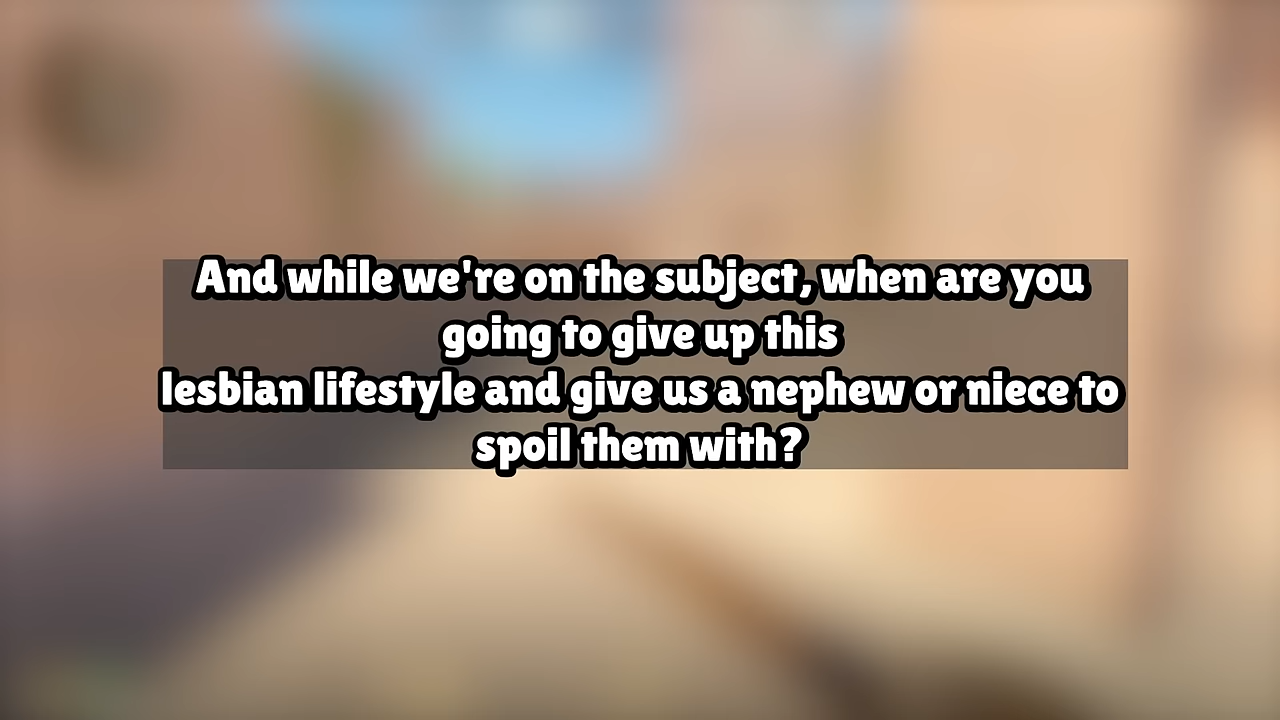 And while we're on the subject, when are you
going to give up this
lesbian lifestyle and give us a nephew or niece to
spoil them with?